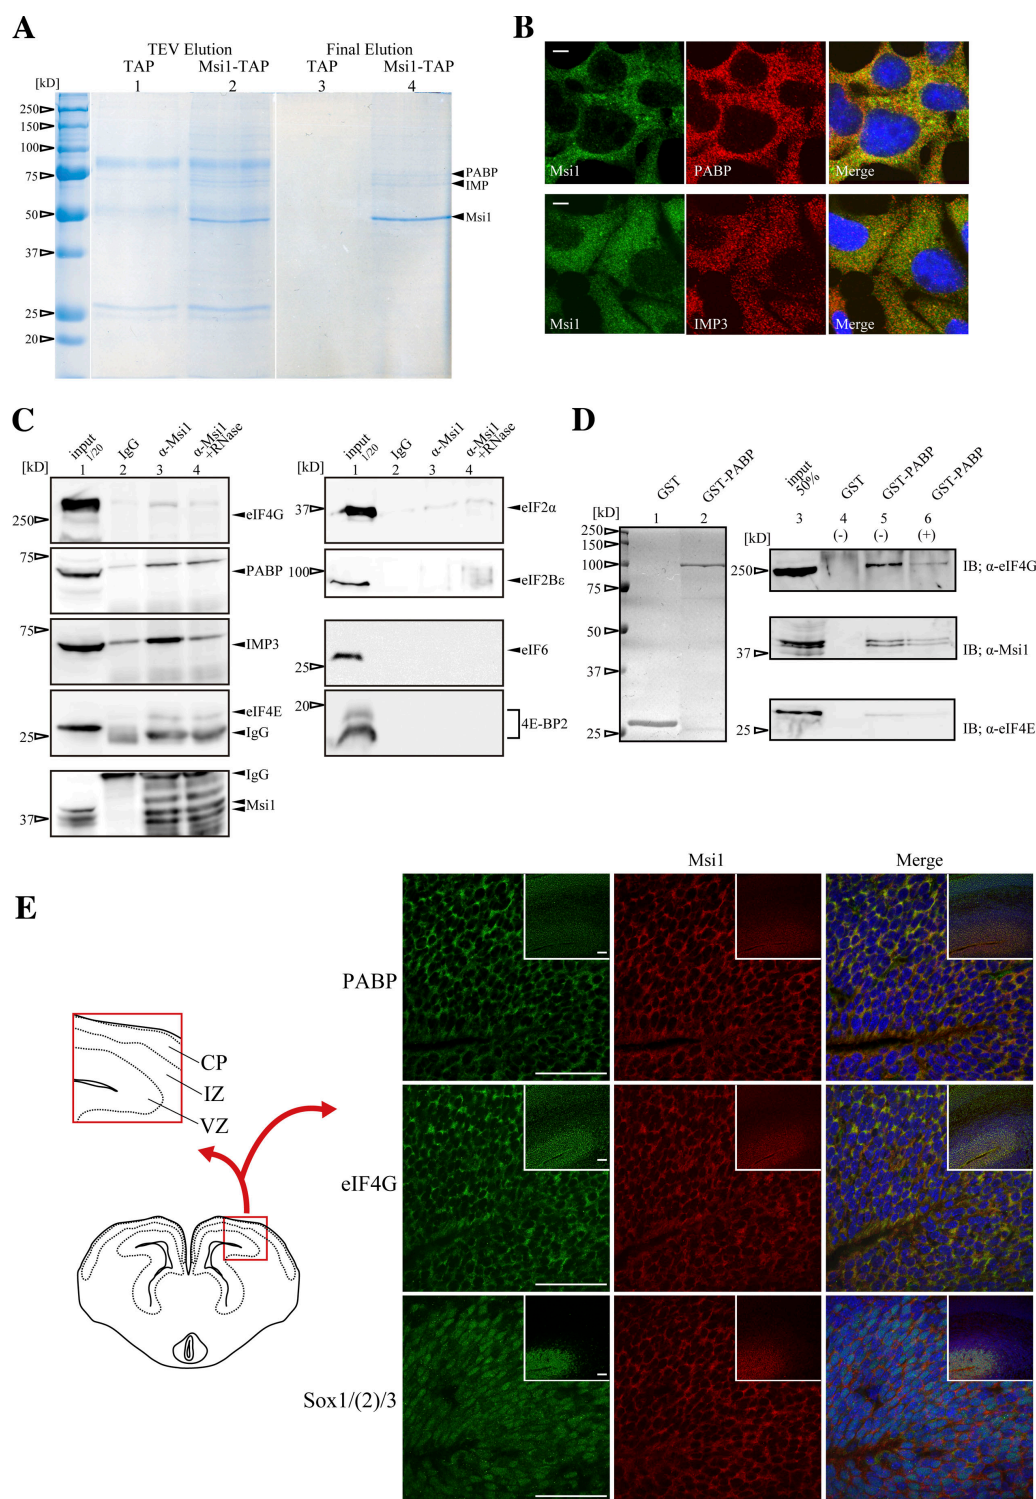 A
TEV Elution Final Elution
TAP Msi1-TAP TAP Msi1-TAP
[kD] 1 2 3 4
250
150
100
75
50
37
25
20
PABP
IMP
Msi1
B
Msi1 PABP Merge
Msi1 IMP3 Merge
C
input 1/20 IgG α-Msi1 α-Msi1 +RNase
[kD] 1 2 3 4
250 eIF4G
75 PABP
75 IMP3
eIF4E
25 IgG
IgG
Msi1
37
input 1/20 IgG α-Msi1 α-Msi1 +RNase
[kD] 1 2 3 4
37 eIF2α
100 eIF2Bε
eIF6
25
20 4E-BP2
D
GST GST-PABP
[kD] 1 2
250
150
100
75
50
37
25
input 50% GST GST-PABP GST-PABP
3 4 5 6
[kD] (-) (-) (+)
250 IB; α-eIF4G
IB; α-Msi1
37
IB; α-eIF4E
25
E
Msi1 Merge
PABP
eIF4G
Sox1/(2)/3
CP
IZ
VZ